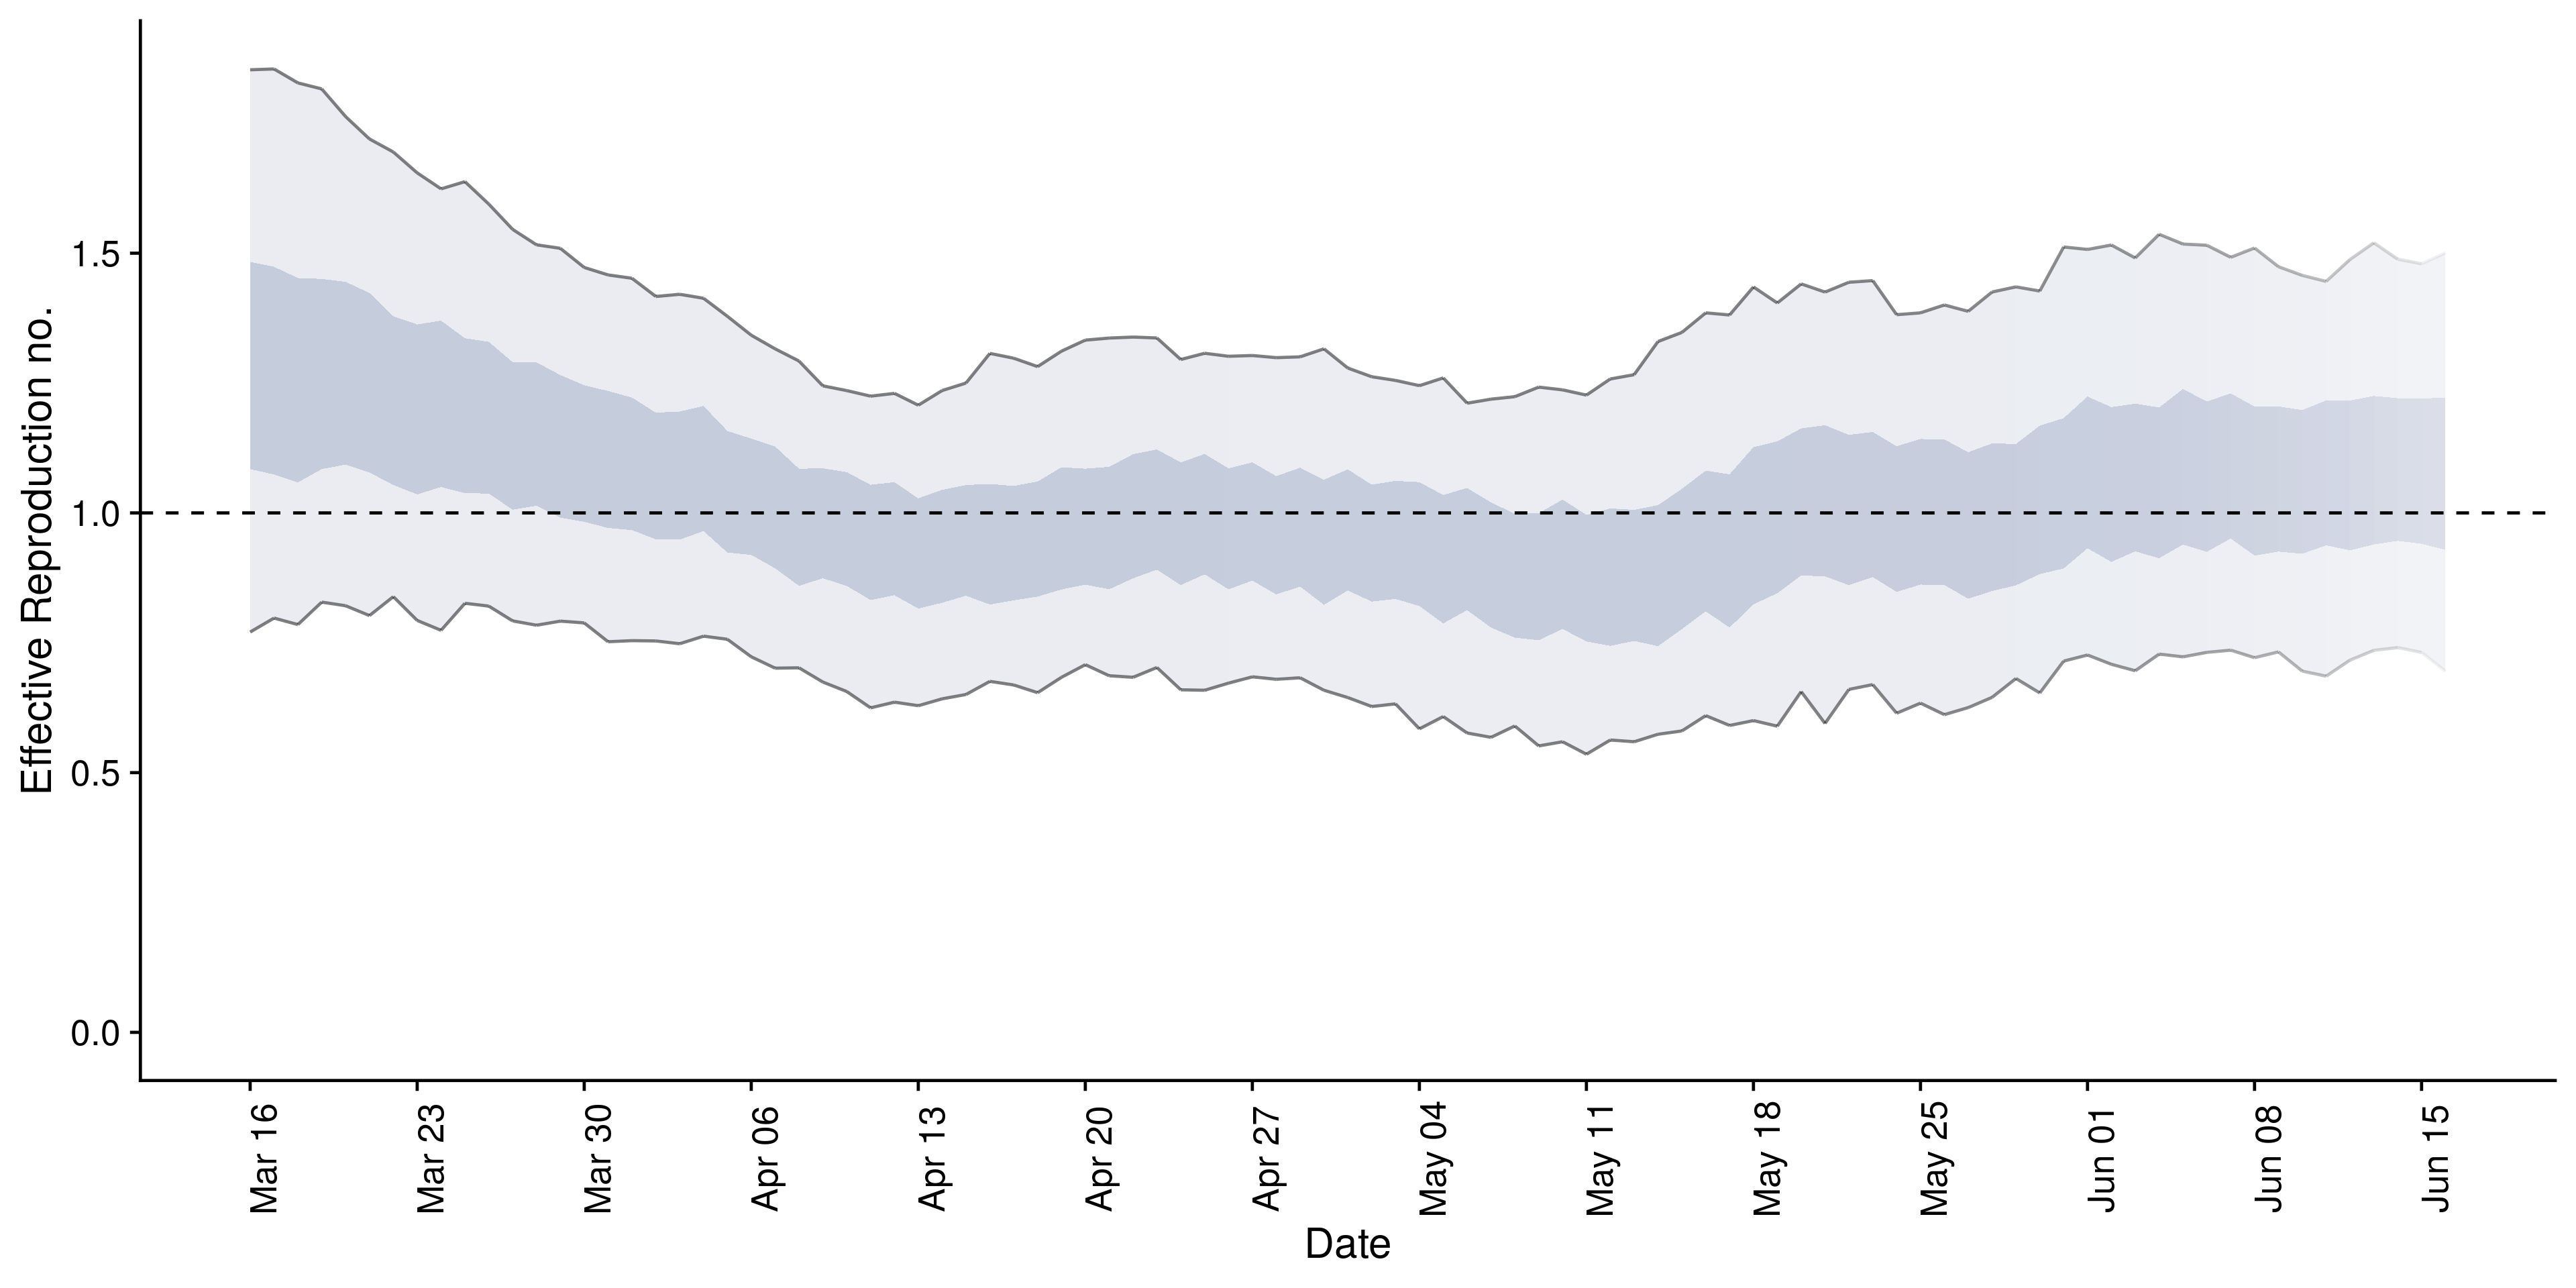 Effective Reproduction no.
1.5
1.0
0.5
0.0
Mar 16
Mar 23
Mar 30
Apr 06
Apr 13
Apr 20
Apr 27
May 04
May 11
May 18
May 25
Jun 01
Jun 08
Jun 15
Date